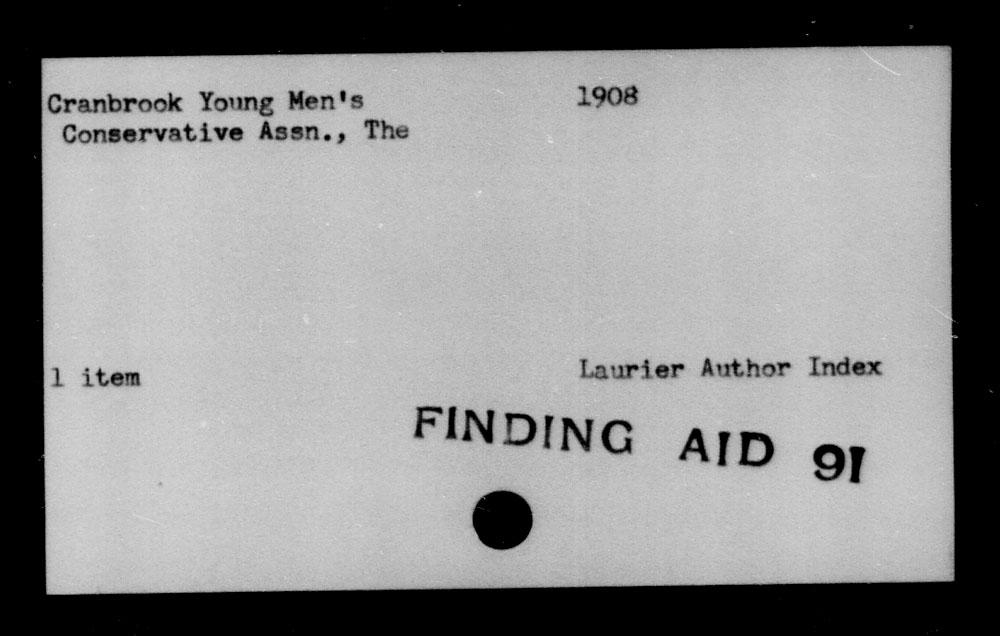 Cranbrook Young Men's 1908
Conservative Assn., The
1 item Laurier Author Index
FINDING AID 91